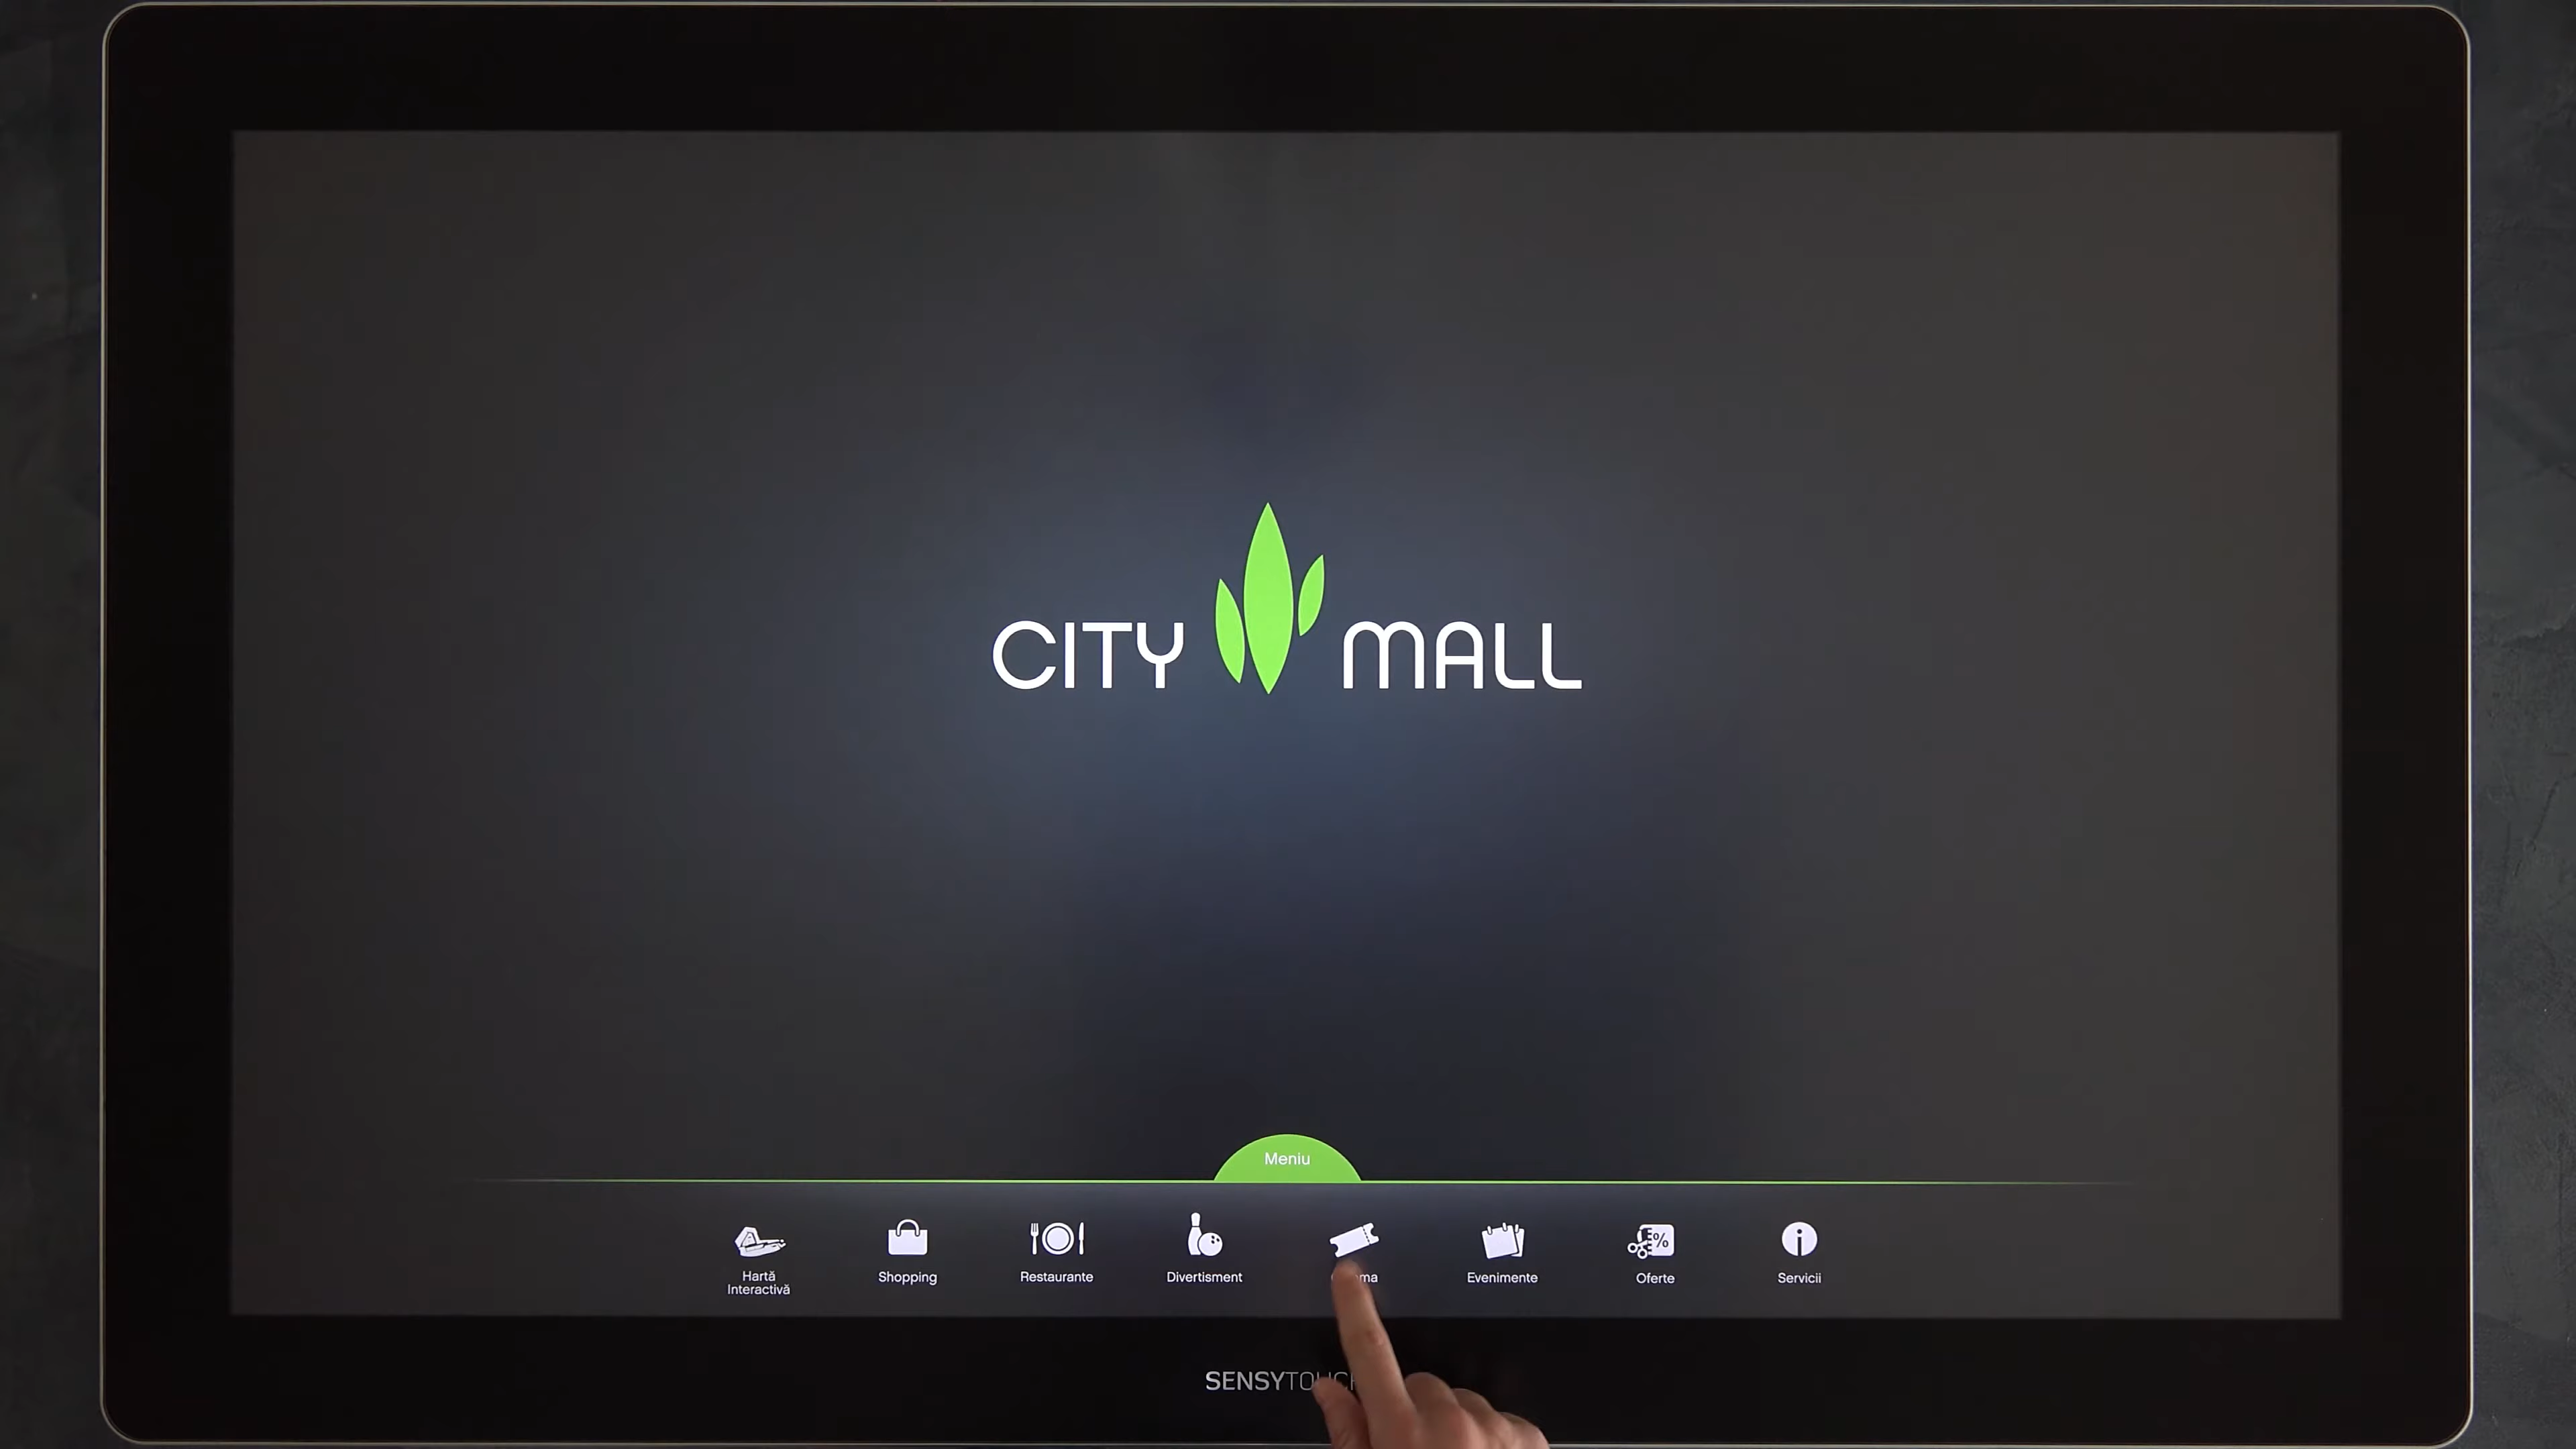 CITY MALL
Meniu
Hartă
Interactivă
Shopping
Restaurante
Divertisment
Evenimente
Oferte
Servicii